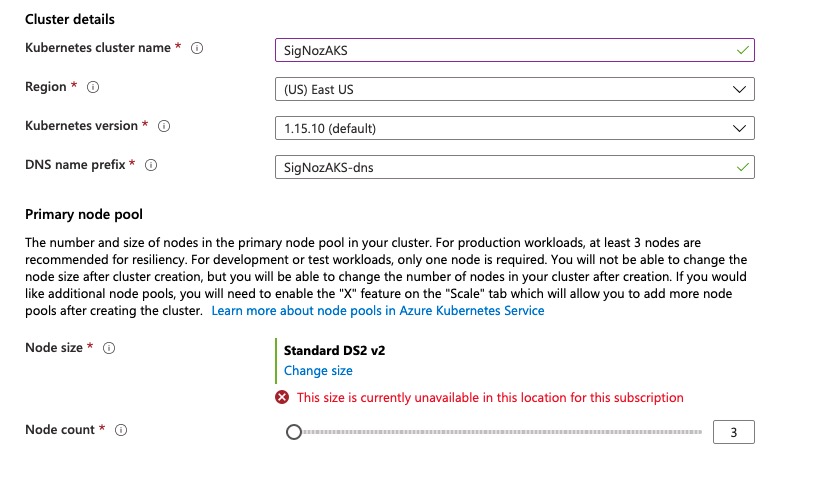 Cluster details
Kubernetes cluster name *
SigNozAKS
Region *
(US) East US
Kubernetes version *
1.15.10 (default)
DNS name prefix *
SigNozAKS-dns
Primary node pool
The number and size of nodes in the primary node pool in your cluster. For production workloads, at least 3 nodes are
recommended for resiliency. For development or test workloads, only one node is required. You will not be able to change the
node size after cluster creation, but you will be able to change the number of nodes in your cluster after creation. If you would
like additional node pools, you will need to enable the "X" feature on the "Scale" tab which will allow you to add more node
pools after creating the cluster. Learn more about node pools in Azure Kubernetes Service
Node size *
Standard DS2 v2
Change size
This size is currently unavailable in this location for this subscription
Node count *
3